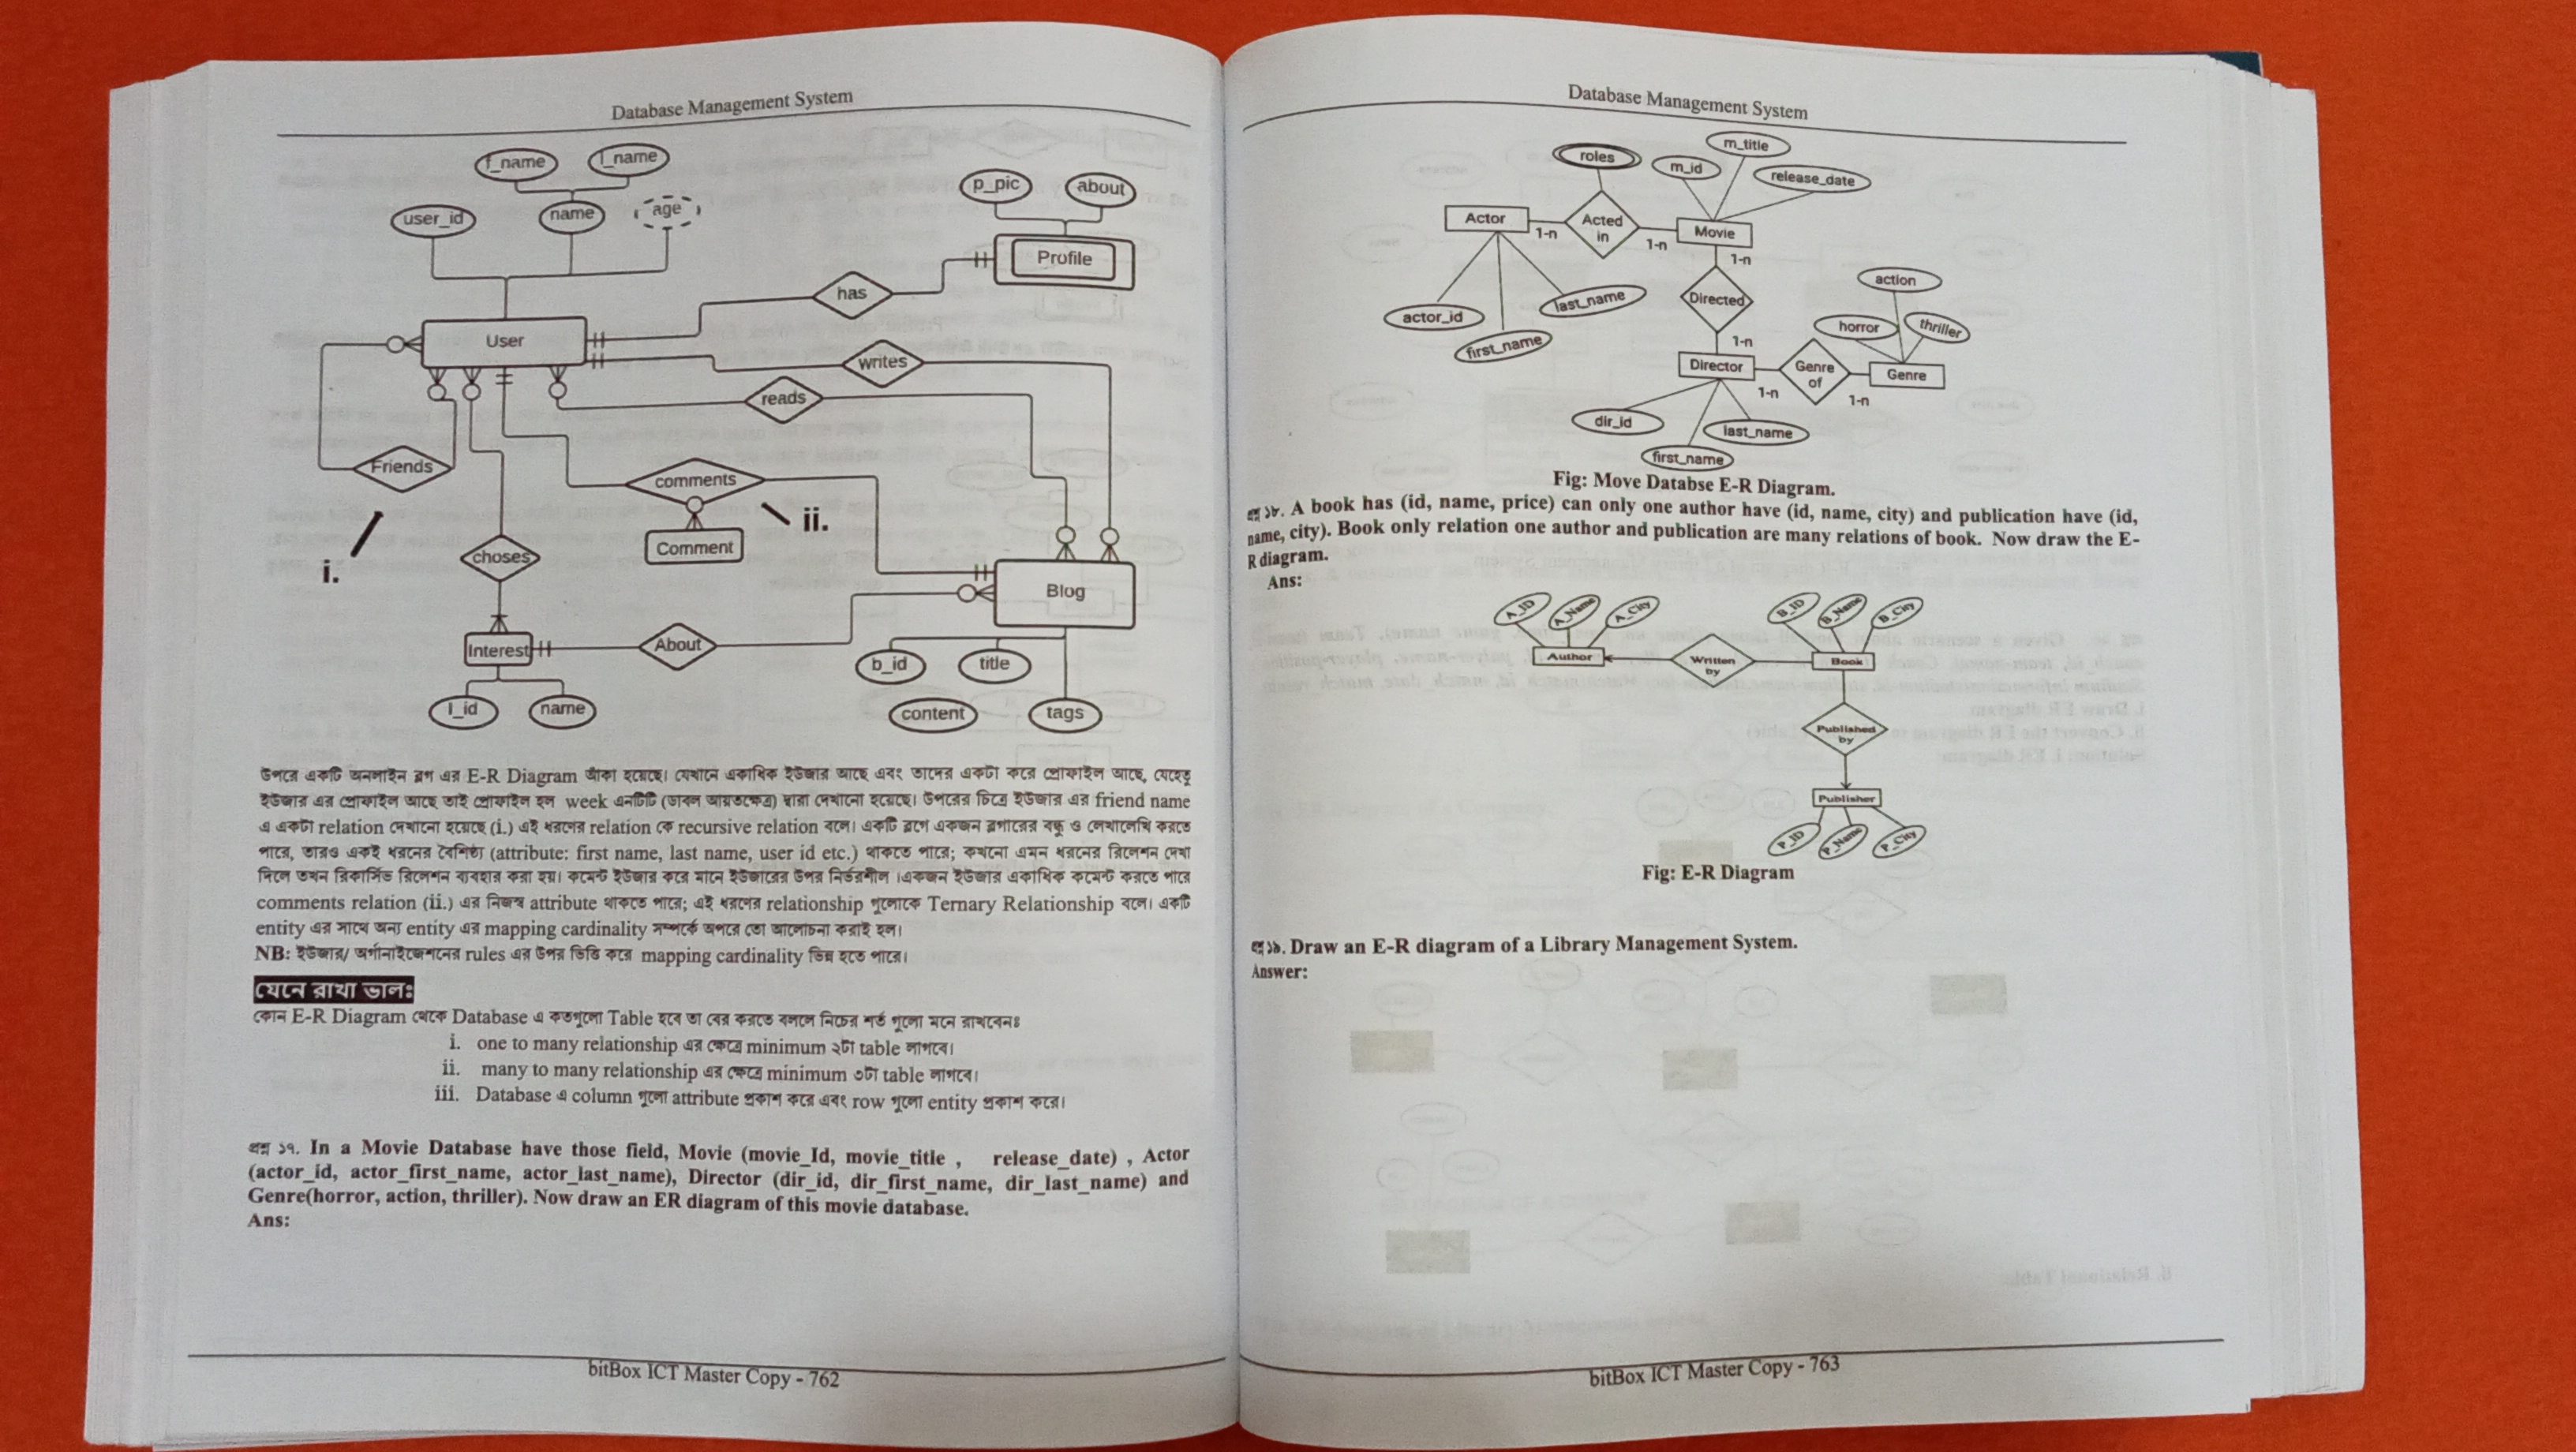 Database Management System
f_name
l_name
p_pic
about
user_id
name
age
Profile
has
User
writes
reads
Friends
comments
ii.
i.
choses
Comment
Blog
Interest
About
b_id
title
I_id
name
content
tags
উপরে একটি অনলাইন ব্লগ এর E-R Diagram আঁকা হয়েছে। যেখানে একাধিক ইউজার আছে এবং তাদের একটা করে প্রোফাইল আছে, যেহেতু
ইউজার এর প্রোফাইল আছে তাই প্রোফাইল হল week এনটিটি (ডাবল আয়তক্ষেত্র) দ্বারা দেখানো হয়েছে। উপরের চিত্রে ইউজার এর friend name
এ একটা relation দেখানো হয়েছে (i.) এই ধরণের relation কে recursive relation বলে। একটি ব্লগে একজন ব্লগারের বন্ধু ও লেখালেখি করতে
পারে, তারও একই ধরনের বৈশিষ্ট্য (attribute: first name, last name, user id etc.) থাকতে পারে; কখনো এমন ধরনের রিলেশন দেখা
দিলে তখন রিকার্সিভ রিলেশন ব্যবহার করা হয়। কমেন্ট ইউজার করে মানে ইউজারের উপর নির্ভরশীল ।একজন ইউজার একাধিক কমেন্ট করতে পারে
comments relation (ii.) এর নিজস্ব attribute থাকতে পারে; এই ধরণের relationship গুলোকে Ternary Relationship বলে। একটি
entity এর সাথে অন্য entity এর mapping cardinality সম্পর্কে অপরে তো আলোচনা করাই হল।
NB: ইউজার/ অর্গানাইজেশনের rules এর উপর ভিত্তি করে mapping cardinality ভিন্ন হতে পারে।
যেনে রাখা ভাল:
কোন E-R Diagram থেকে Database এ কতগুলো Table হবে তা বের করতে বললে নিচের শর্ত গুলো মনে রাখবেনঃ
i. one to many relationship এর ক্ষেত্রে minimum ২টা table লাগবে।
ii. many to many relationship এর ক্ষেত্রে minimum ৩টা table লাগবে।
iii. Database এ column গুলো attribute প্রকাশ করে এবং row গুলো entity প্রকাশ করে।
প্রশ্ন ১৭. In a Movie Database have those field, Movie (movie_Id, movie_title , release_date) , Actor
(actor_id, actor_first_name, actor_last_name), Director (dir_id, dir_first_name, dir_last_name) and
Genre(horror, action, thriller). Now draw an ER diagram of this movie database.
Ans:
bitBox ICT Master Copy - 762
Database Management System
roles
m_id
m_title
release_date
Actor
1-n
Acted
in
1-n
Movie
1-n
actor_id
first_name
last_name
Directed
action
horror
thriller
1-n
Director
1-n
Genre
of
1-n
Genre
dir_id
last_name
first_name
Fig: Move Databse E-R Diagram.
প্রশ্ন ১৮. A book has (id, name, price) can only one author have (id, name, city) and publication have (id,
name, city). Book only relation one author and publication are many relations of book. Now draw the E-
R diagram.
Ans:
A_ID
A_Name
A_City
B_ID
B_Name
B_City
Author
Written
by
Book
Published
by
Publisher
P_ID
P_Name
P_City
Fig: E-R Diagram
প্রশ্ন ১৯. Draw an E-R diagram of a Library Management System.
Answer:
bitBox ICT Master Copy - 763